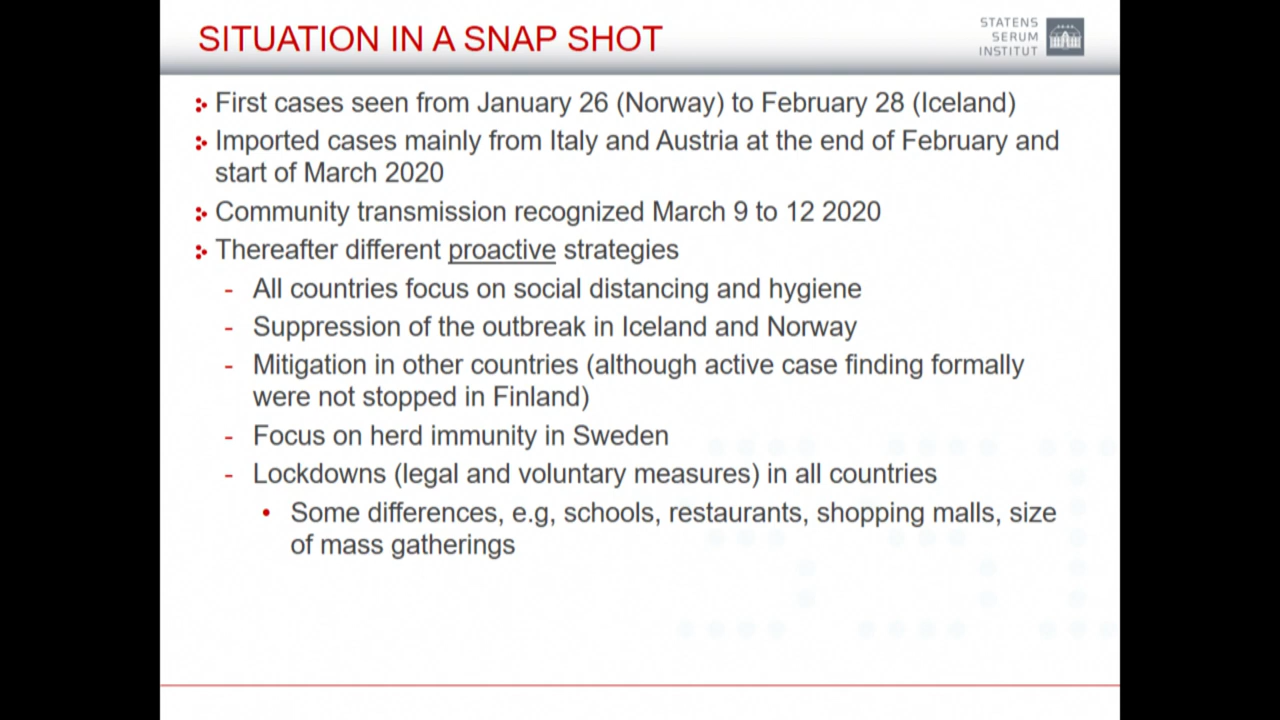 SITUATION IN A SNAP SHOT
STATENS
SERUM
INSTITUT
First cases seen from January 26 (Norway) to February 28 (Iceland)
Imported cases mainly from Italy and Austria at the end of February and
start of March 2020
Community transmission recognized March 9 to 12 2020
Thereafter different proactive strategies
- All countries focus on social distancing and hygiene
- Suppression of the outbreak in Iceland and Norway
- Mitigation in other countries (although active case finding formally
were not stopped in Finland)
- Focus on herd immunity in Sweden
- Lockdowns (legal and voluntary measures) in all countries
• Some differences, e.g, schools, restaurants, shopping malls, size
of mass gatherings